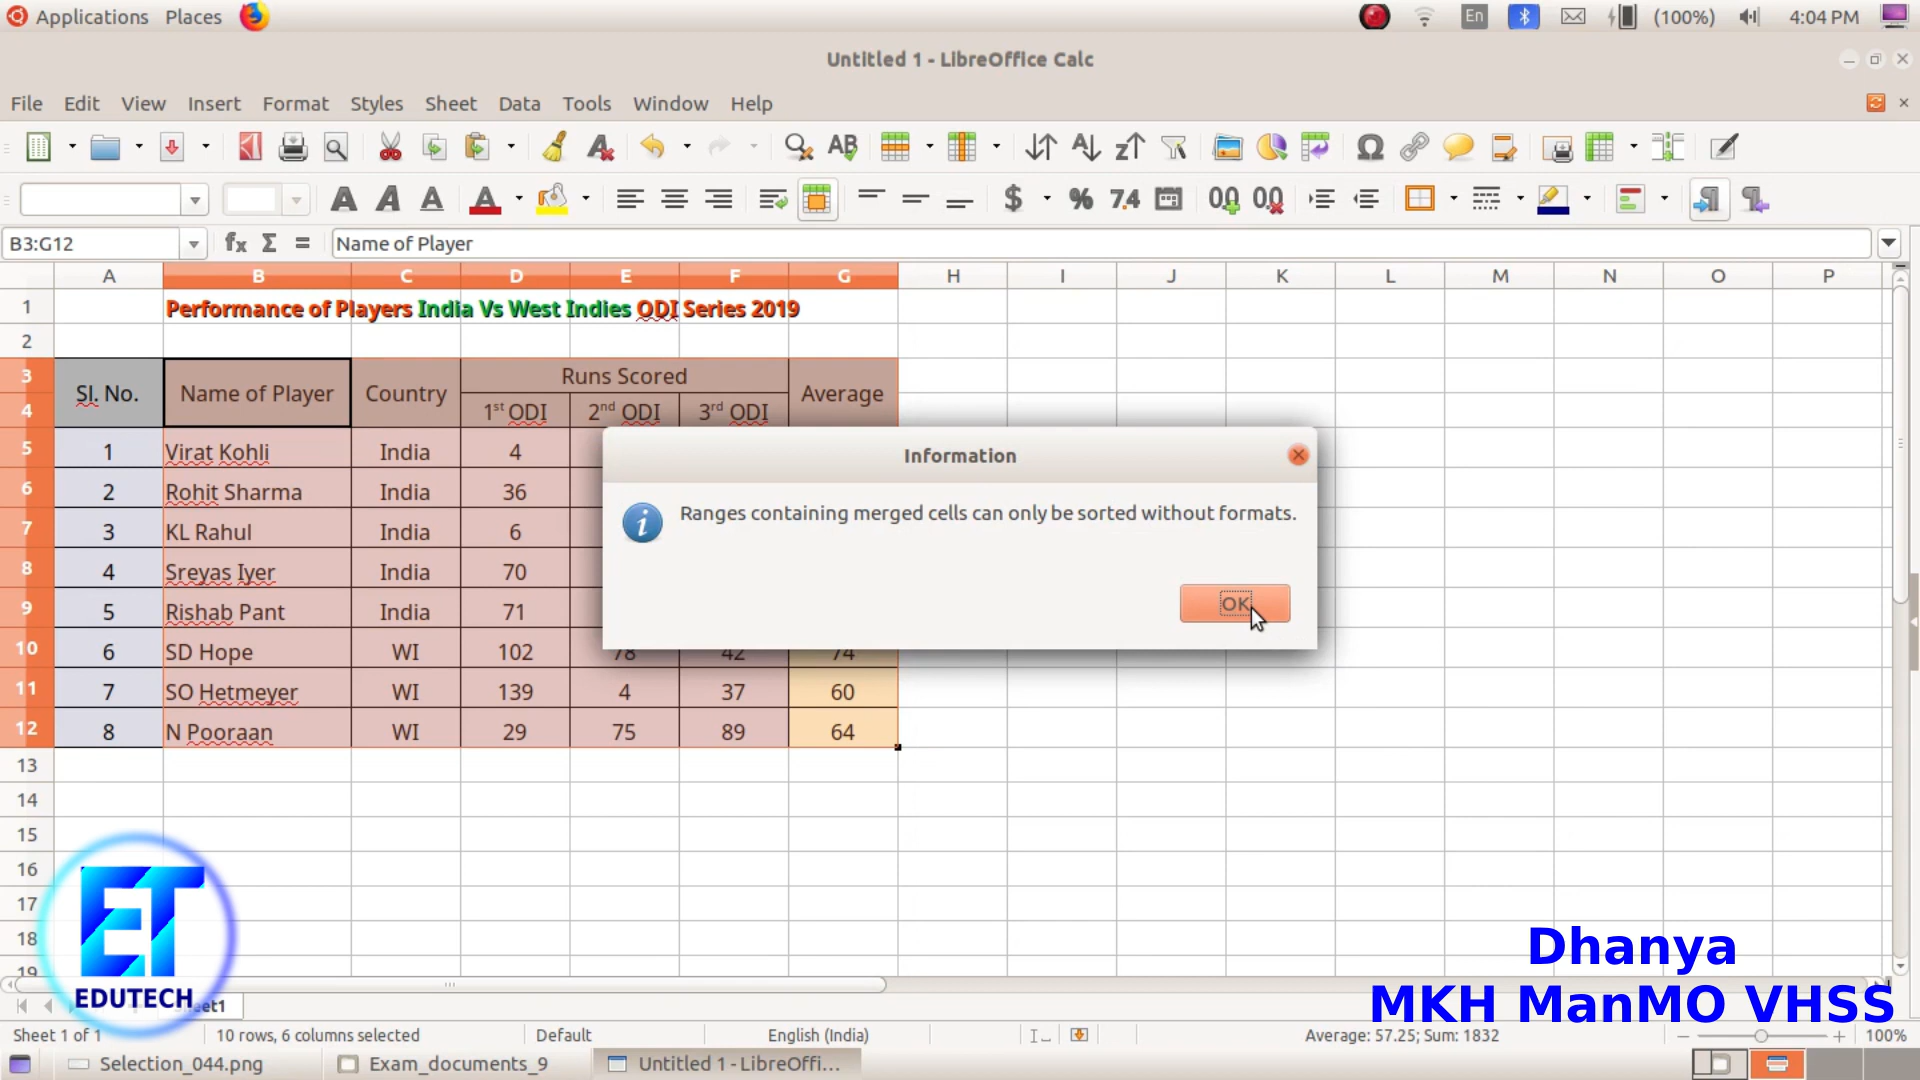 Applications Places En (100%) 4:04 PM
Untitled 1 - LibreOffice Calc
File Edit View Insert Format Styles Sheet Data Tools Window Help
B3:G12 Name of Player
A B C D E F G H I J K L M N O P
1 Performance of Players India Vs West Indies ODI Series 2019
2
3 Sl. No. Name of Player Country Runs Scored Average
4 1st ODI 2nd ODI 3rd ODI
5 1 Virat Kohli India 4
6 2 Rohit Sharma India 36
7 3 KL Rahul India 6
8 4 Sreyas Iyer India 70
9 5 Rishab Pant India 71
10 6 SD Hope WI 102 78 42 74
11 7 SO Hetmeyer WI 139 4 37 60
12 8 N Pooraan WI 29 75 89 64
Information
Ranges containing merged cells can only be sorted without formats.
OK
13
14
15
16
17
18
19
ET
EDUTECH
Dhanya
MKH ManMO VHSS
Sheet 1 of 1 10 rows, 6 columns selected Default English (India) Average: 57.25; Sum: 1832 100%
Selection_044.png Exam_documents_9 Untitled 1 - LibreOffi...